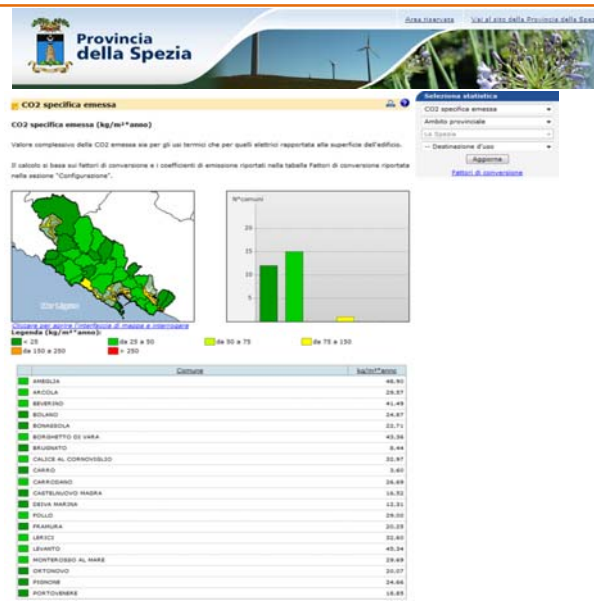 Area riservata Vai al sito della Provincia della Spezia
Provincia
della Spezia
CO2 specifica emessa
CO2 specifica emessa (kg/m²*anno)
Valore complessivo della CO2 emessa sia per gli usi termici che per quelli elettrici rapportata alla superficie dell'edificio.
Il calcolo si basa sui fattori di conversione e i coefficienti di emissione riportati nella tabella Fattori di conversione riportata
nella sezione "Configurazione".
Seleziona statistica
CO2 specifica emessa
Ambito provinciale
La Spezia
-- Destinazione d'uso
Aggiorna
Fattori di conversione
N°comuni
20
15
10
5
Cliccare per aprire l'interfaccia di mappa e interrogare
Legenda (kg/m²*anno):
< 25 da 25 a 50 da 50 a 75 da 75 a 150
da 150 a 250 > 250
Comune kg/m²*anno
AMEGLIA 48,90
ARCOLA 29,57
BEVERINO 41,49
BOLANO 24,87
BONASSOLA 22,71
BORGHETTO DI VARA 43,36
BRUGNATO 8,44
CALICE AL CORNOVIGLIO 32,97
CARRO 3,60
CARRODANO 26,69
CASTELNUOVO MAGRA 16,52
DEIVA MARINA 12,31
FOLLO 29,00
FRAMURA 20,25
LERICI 32,60
LEVANTO 45,34
MONTEROSSO AL MARE 29,69
ORTONOVO 20,07
PIGNONE 24,66
PORTOVENERE 18,85